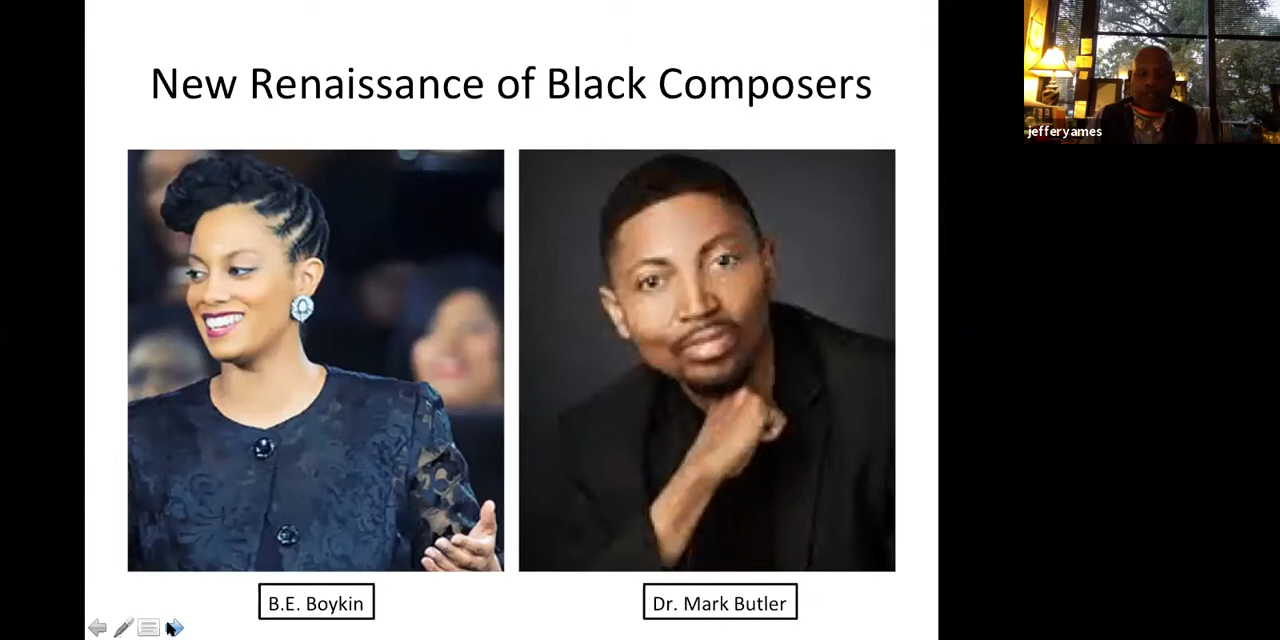 New Renaissance of Black Composers
jefferyames
B.E. Boykin
Dr. Mark Butler